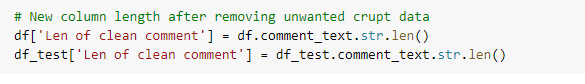 # New column length after removing unwanted crupt data
df['Len of clean comment'] = df.comment_text.str.len()
df_test['Len of clean comment'] = df_test.comment_text.str.len()